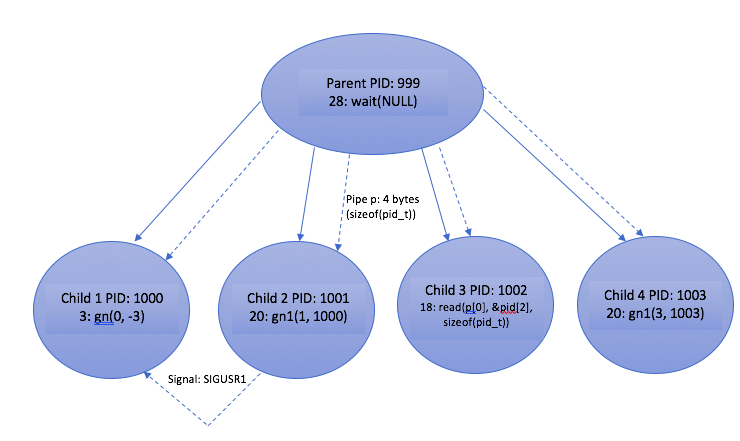 Parent PID: 999
28: wait(NULL)
Pipe p: 4 bytes
(sizeof(pid_t))
Child 1 PID: 1000
3: gn(0, -3)
Child 2 PID: 1001
20: gn1(1, 1000)
Child 3 PID: 1002
18: read(p[0], &pid[2],
sizeof(pid_t))
Child 4 PID: 1003
20: gn1(3, 1003)
Signal: SIGUSR1